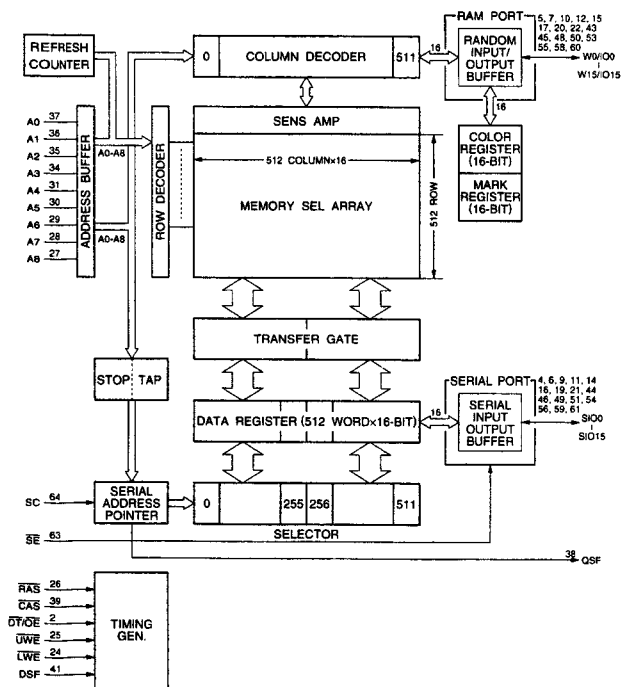 REFRESH
COUNTER
0
COLUMN DECODER
511
16
RAM PORT
RANDOM
INPUT/
OUTPUT
BUFFER
5, 7, 10, 12, 15
17, 20, 22, 43
45, 48, 50, 53
55, 58, 60
W0/IO0
W15/IO15
16
COLOR
REGISTER
(16-BIT)
MARK
REGISTER
(16-BIT)
A0 37
A1 36
A2 35
A3 34
A4 31
A5 30
A6 29
A7 28
A8 27
ADDRESS BUFFER
A0-A8
A0-A8
ROW DECODER
SENS AMP
512 COLUMN×16
MEMORY SEL ARRAY
512 ROW
TRANSFER GATE
STOP TAP
DATA REGISTER (512 WORD×16-BIT)
16
SERIAL PORT
SERIAL
INPUT
OUTPUT
BUFFER
4, 6, 9, 11, 14
16, 19, 21, 44
46, 49, 51, 54
56, 59, 61
SIO0
SIO15
SC 64
SERIAL
ADDRESS
POINTER
0
255
256
511
SELECTOR
SE 63
38
QSF
RAS 26
CAS 39
DT/OE 2
UWE 25
LWE 24
DSF 41
TIMING
GEN.